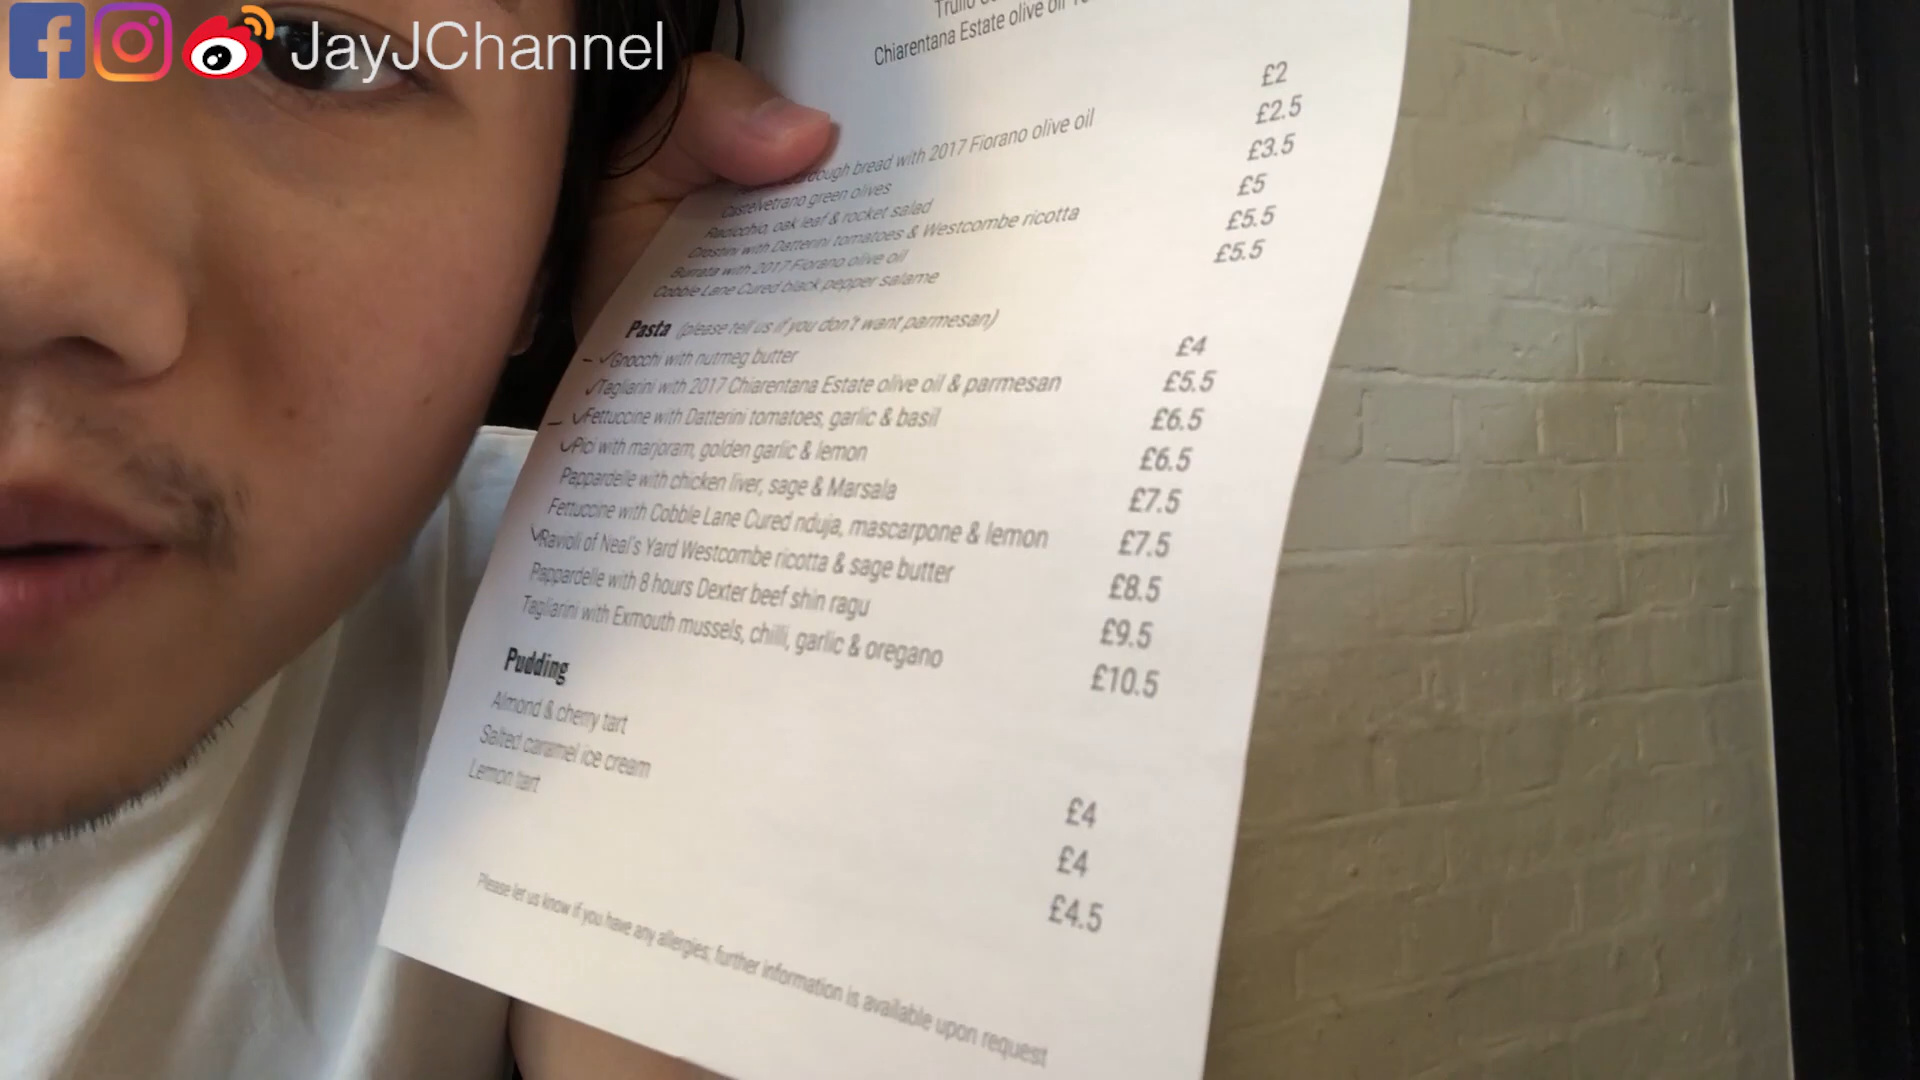 JayJChannel
Chiarentana Estate olive oil
bread with 2017 Fiorano olive oil £2
Castelvetrano green olives £2.5
Radicchio, oak leaf & rocket salad £3.5
Crostini with Datterini tomatoes & Westcombe ricotta £5
Burrata with 2017 Fiorano olive oil £5.5
Cobble Lane Cured black pepper salame £5.5
Pasta (please tell us if you don't want parmesan)
Gnocchi with nutmeg butter £4
Tagliarini with 2017 Chiarentana Estate olive oil & parmesan £5.5
Fettuccine with Datterini tomatoes, garlic & basil £6.5
Pici with marjoram, golden garlic & lemon £6.5
Pappardelle with chicken liver, sage & Marsala £7.5
Fettuccine with Cobble Lane Cured nduja, mascarpone & lemon £7.5
Ravioli of Neal's Yard Westcombe ricotta & sage butter £8.5
Pappardelle with 8 hours Dexter beef shin ragu £9.5
Tagliarini with Exmouth mussels, chilli, garlic & oregano £10.5
Pudding
Almond & cherry tart £4
Salted caramel ice cream £4
Lemon tart £4.5
Please let us know if you have any allergies; further information is available upon request